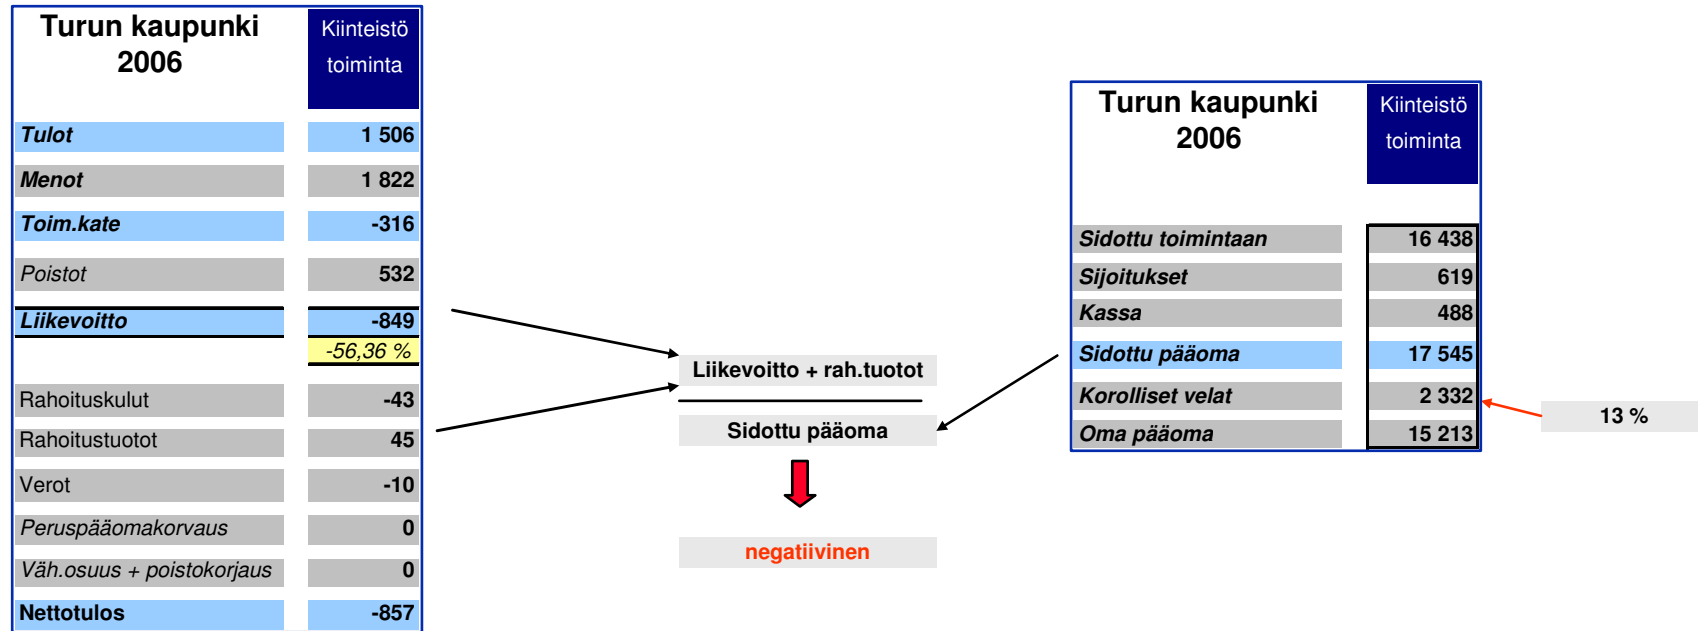 Turun kaupunki
2006
Kiinteistö
toiminta
Tulot 1 506
Menot 1 822
Toim.kate -316
Poistot 532
Liikevoitto -849
-56,36 %
Rahoituskulut -43
Rahoitustuotot 45
Verot -10
Peruspääomakorvaus 0
Väh.osuus + poistokorjaus 0
Nettotulos -857
Liikevoitto + rah.tuotot
Sidottu pääoma
negatiivinen
Turun kaupunki
2006
Kiinteistö
toiminta
Sidottu toimintaan 16 438
Sijoitukset 619
Kassa 488
Sidottu pääoma 17 545
Korolliset velat 2 332
Oma pääoma 15 213
13 %